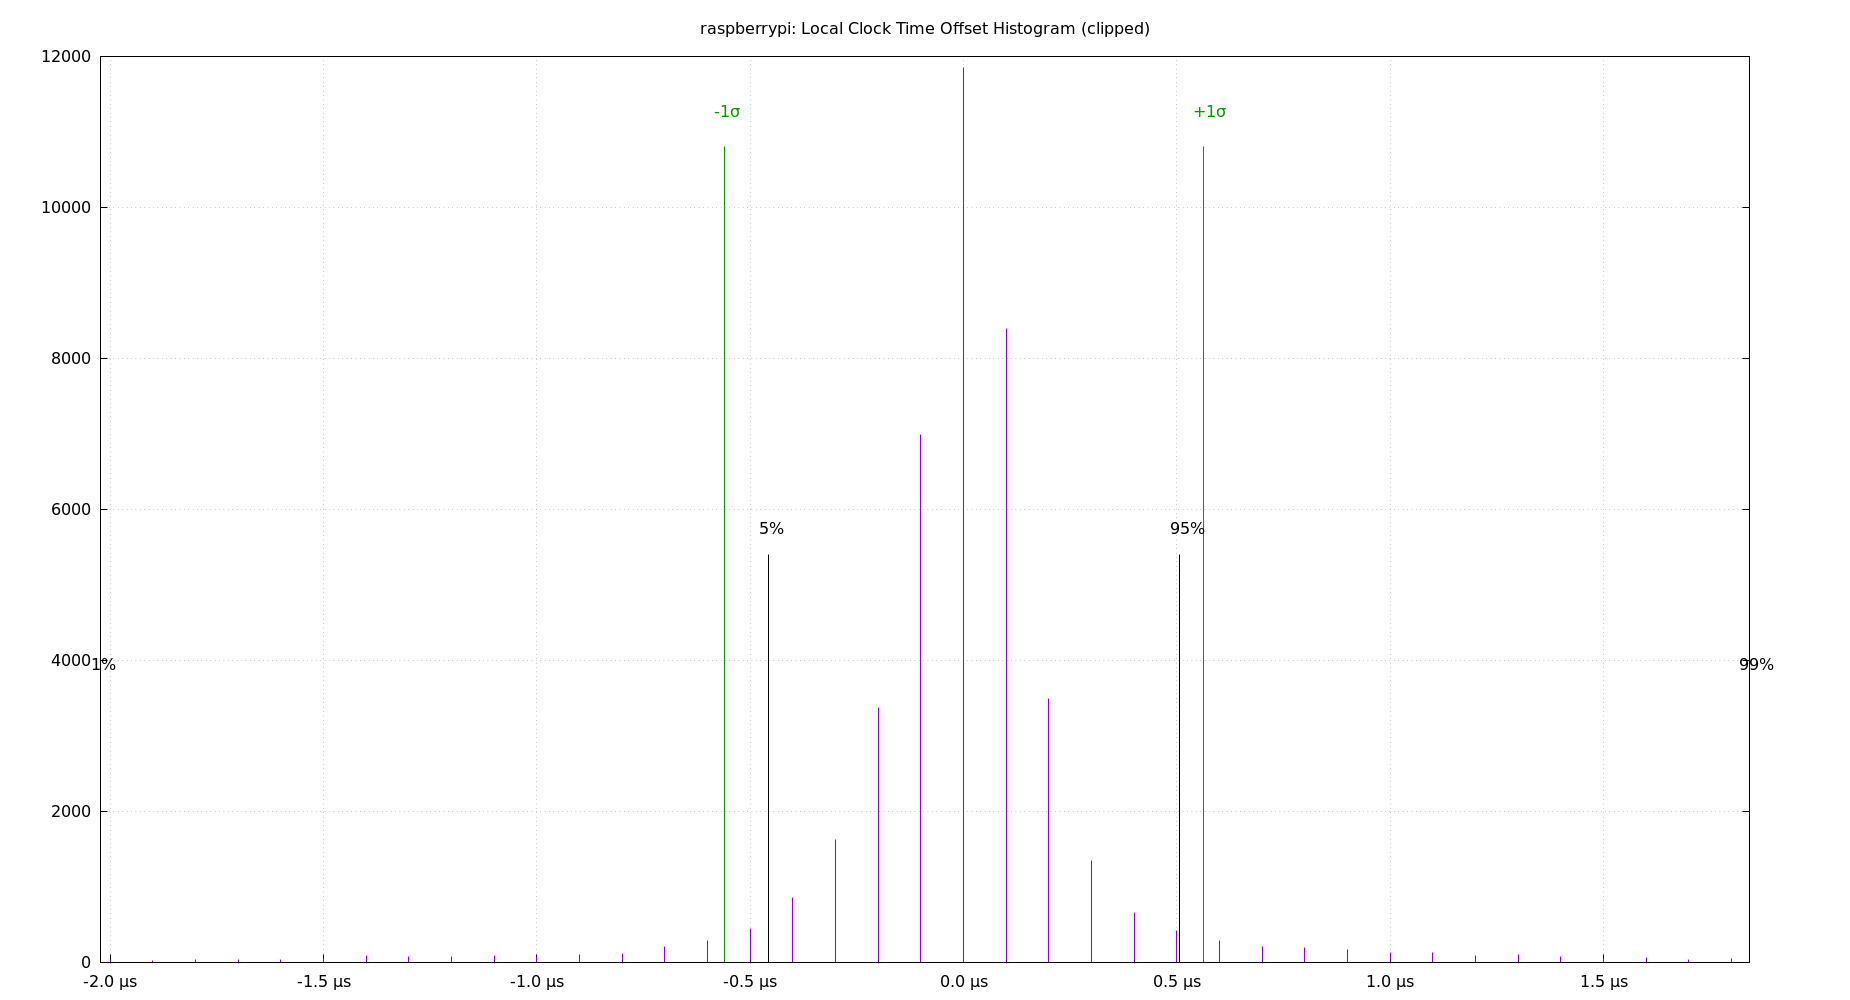 raspberrypi: Local Clock Time Offset Histogram (clipped)
12000
-1σ
+1σ
10000
8000
6000
5%
95%
4000
1%
99%
2000
0
-2.0 µs
-1.5 µs
-1.0 µs
-0.5 µs
0.0 µs
0.5 µs
1.0 µs
1.5 µs